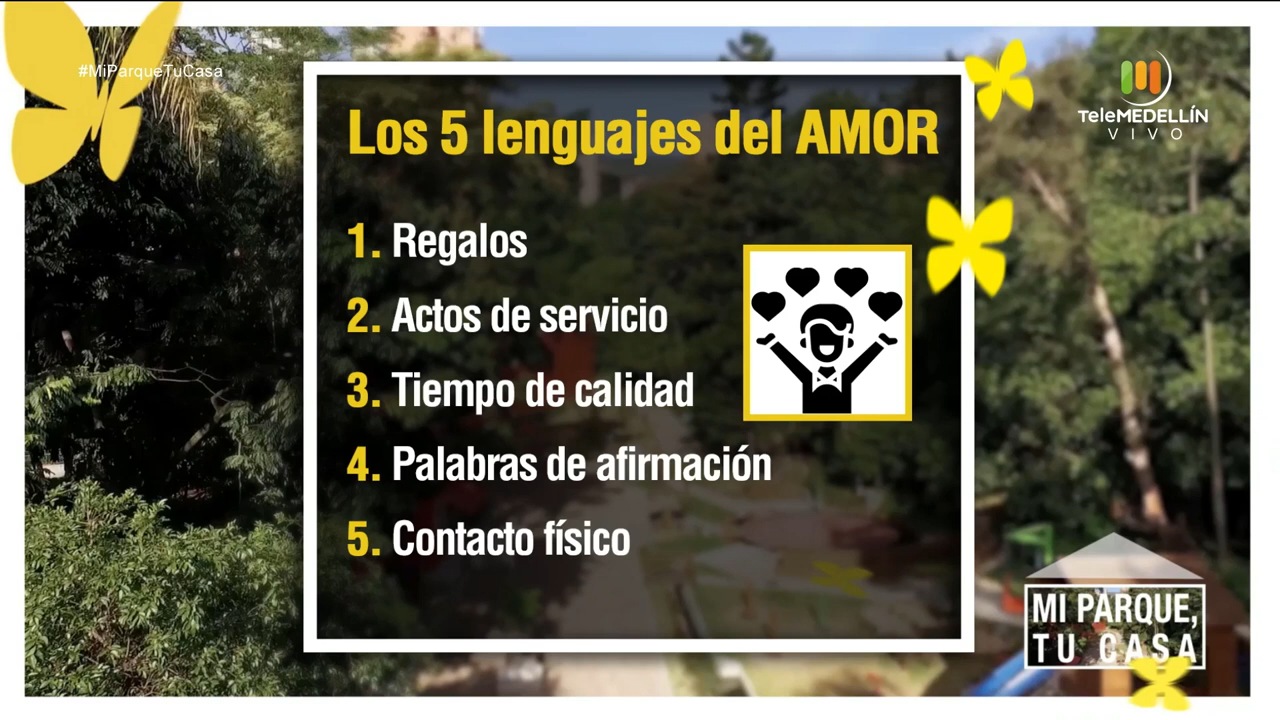 #MiParqueTuCasa
TeleMEDELLÍN
VIVO
Los 5 lenguajes del AMOR
1. Regalos
2. Actos de servicio
3. Tiempo de calidad
4. Palabras de afirmación
5. Contacto físico
MI PARQUE,
TU CASA